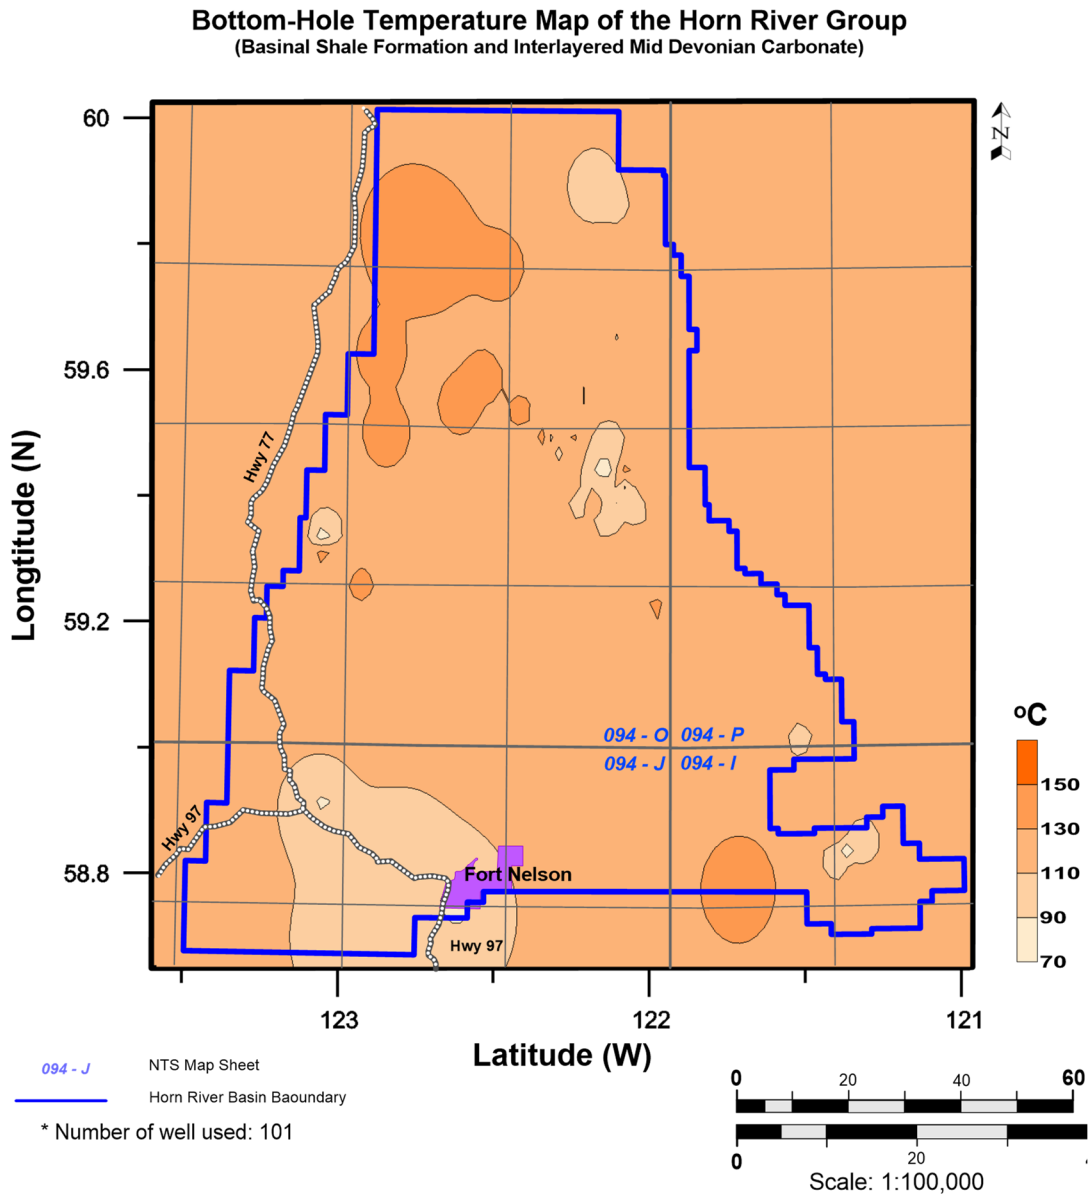 Bottom-Hole Temperature Map of the Horn River Group
(Basinal Shale Formation and Interlayered Mid Devonian Carbonate)
60
N
59.6
Hwy 77
Longtitude (N)
59.2
094 - O 094 - P
094 - J 094 - I
ºC
150
130
110
90
70
Hwy 97
58.8
Fort Nelson
Hwy 97
123
122
121
Latitude (W)
094 - J
NTS Map Sheet
Horn River Basin Baoundary
* Number of well used: 101
0
20
40
60
0
20
Scale: 1:100,000